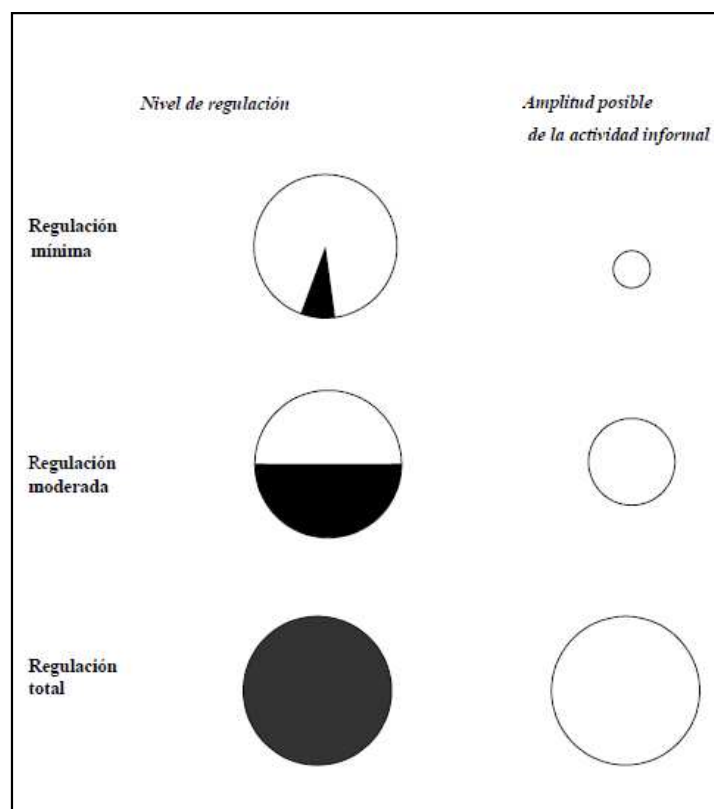 Nivel de regulación
Amplitud posible
de la actividad informal
Regulación
mínima
Regulación
moderada
Regulación
total